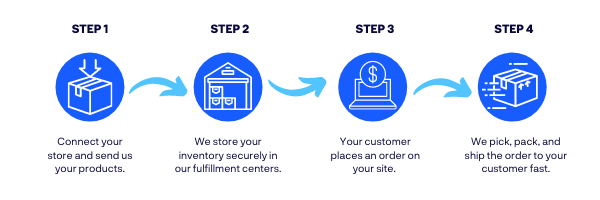 STEP 1
Connect your
store and send us
your products.
STEP 2
We store your
inventory securely in
our fulfillment centers.
STEP 3
Your customer
places an order on
your site.
STEP 4
We pick, pack, and
ship the order to your
customer fast.